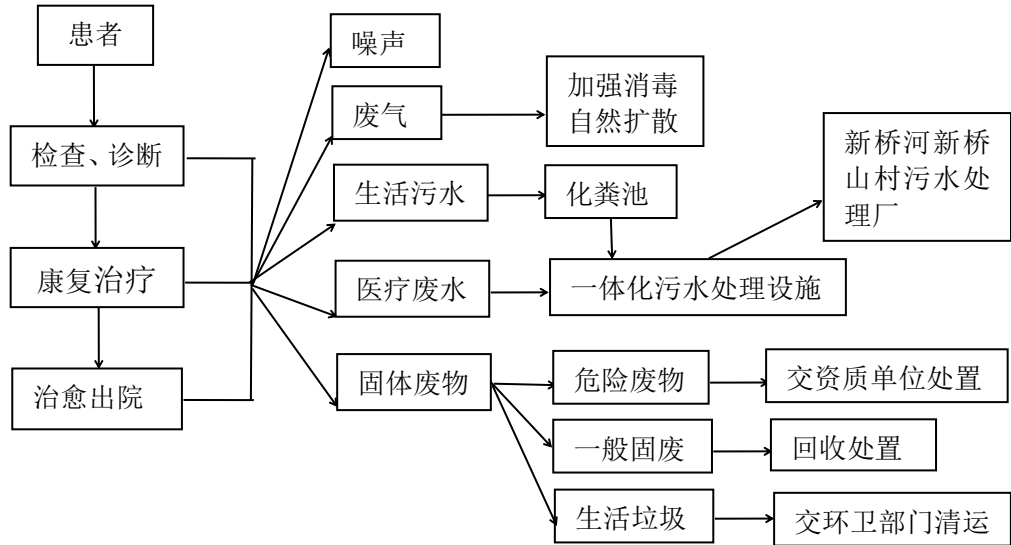 患者
检查、诊断
康复治疗
治愈出院
噪声
废气
加强消毒
自然扩散
生活污水
化粪池
医疗废水
一体化污水处理设施
新桥河新桥
山村污水处
理厂
固体废物
危险废物
交资质单位处置
一般固废
回收处置
生活垃圾
交环卫部门清运